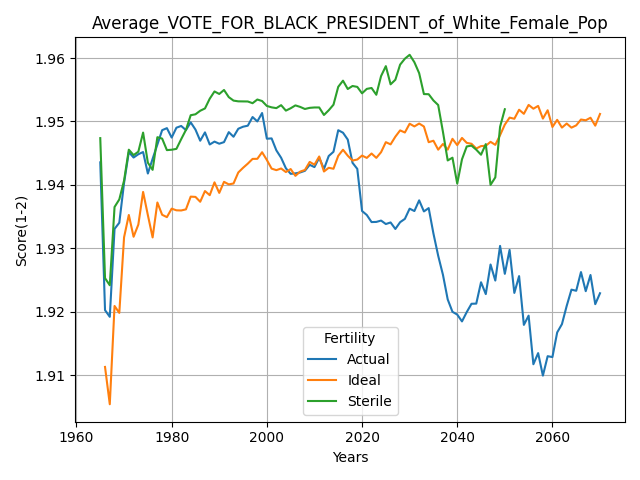 Average_VOTE_FOR_BLACK_PRESIDENT_of_White_Female_Pop
1.96
1.95
1.94
1.93
1.92
1.91
Score(1-2)
Fertility
Actual
Ideal
Sterile
1960 1980 2000 2020 2040 2060
Years